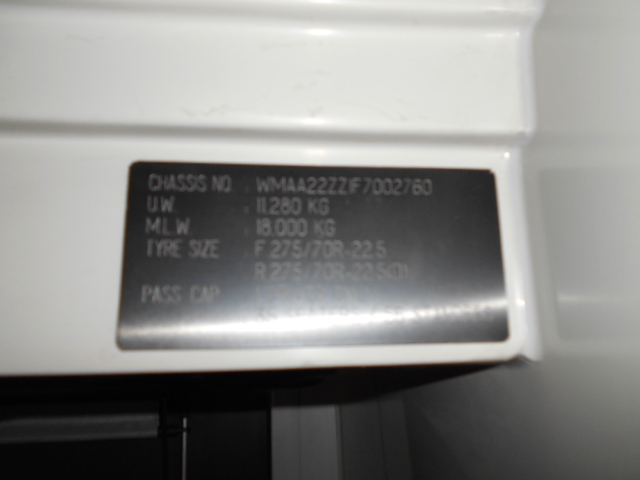 CHASSIS NO : WMAA22ZZ1F7002760
U.W. : 11.280 KG
M.L.W. : 18.000 KG
TYRE SIZE : F.275/70R-22.5
R.275/70R-22.5(D)
PASS. CAP.